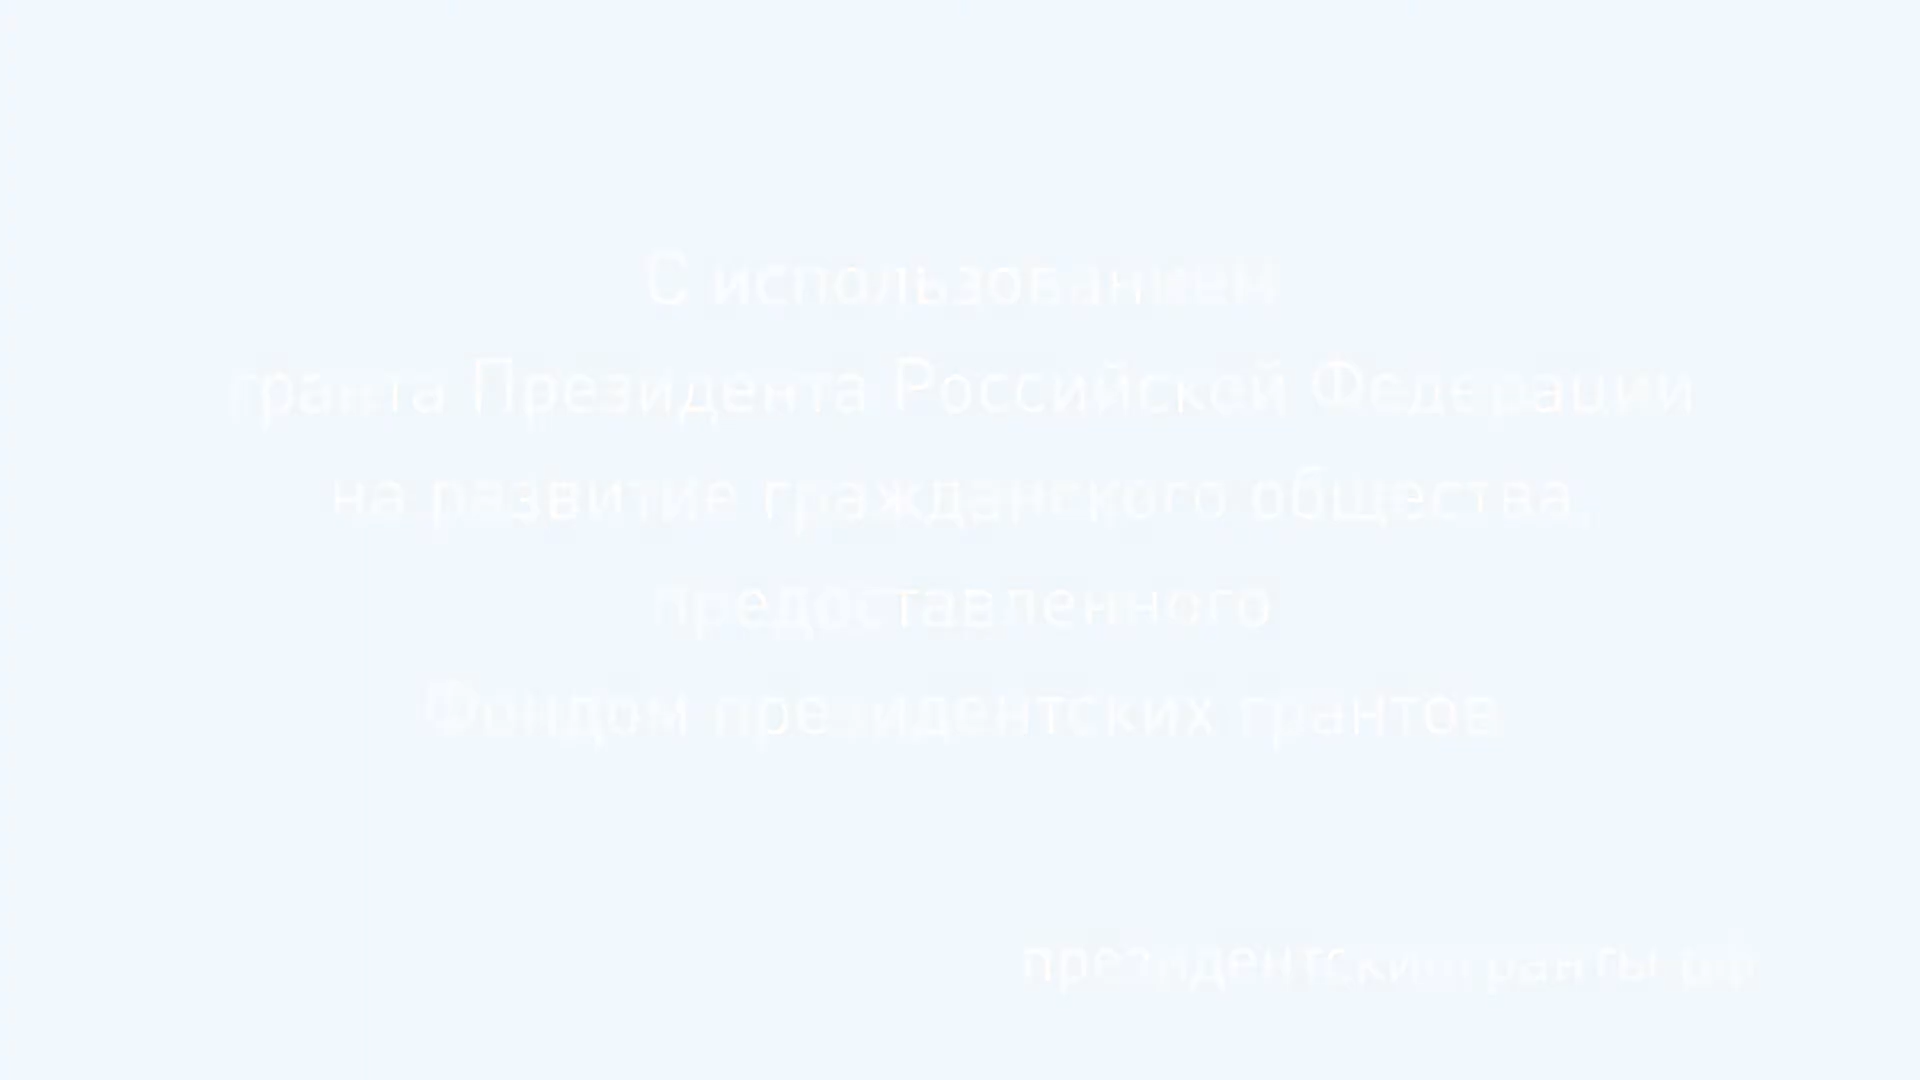 С использованием
гранта Президента Российской Федерации
на развитие гражданского общества,
предоставленного
Фондом президентских грантов
президентскиегранты.рф